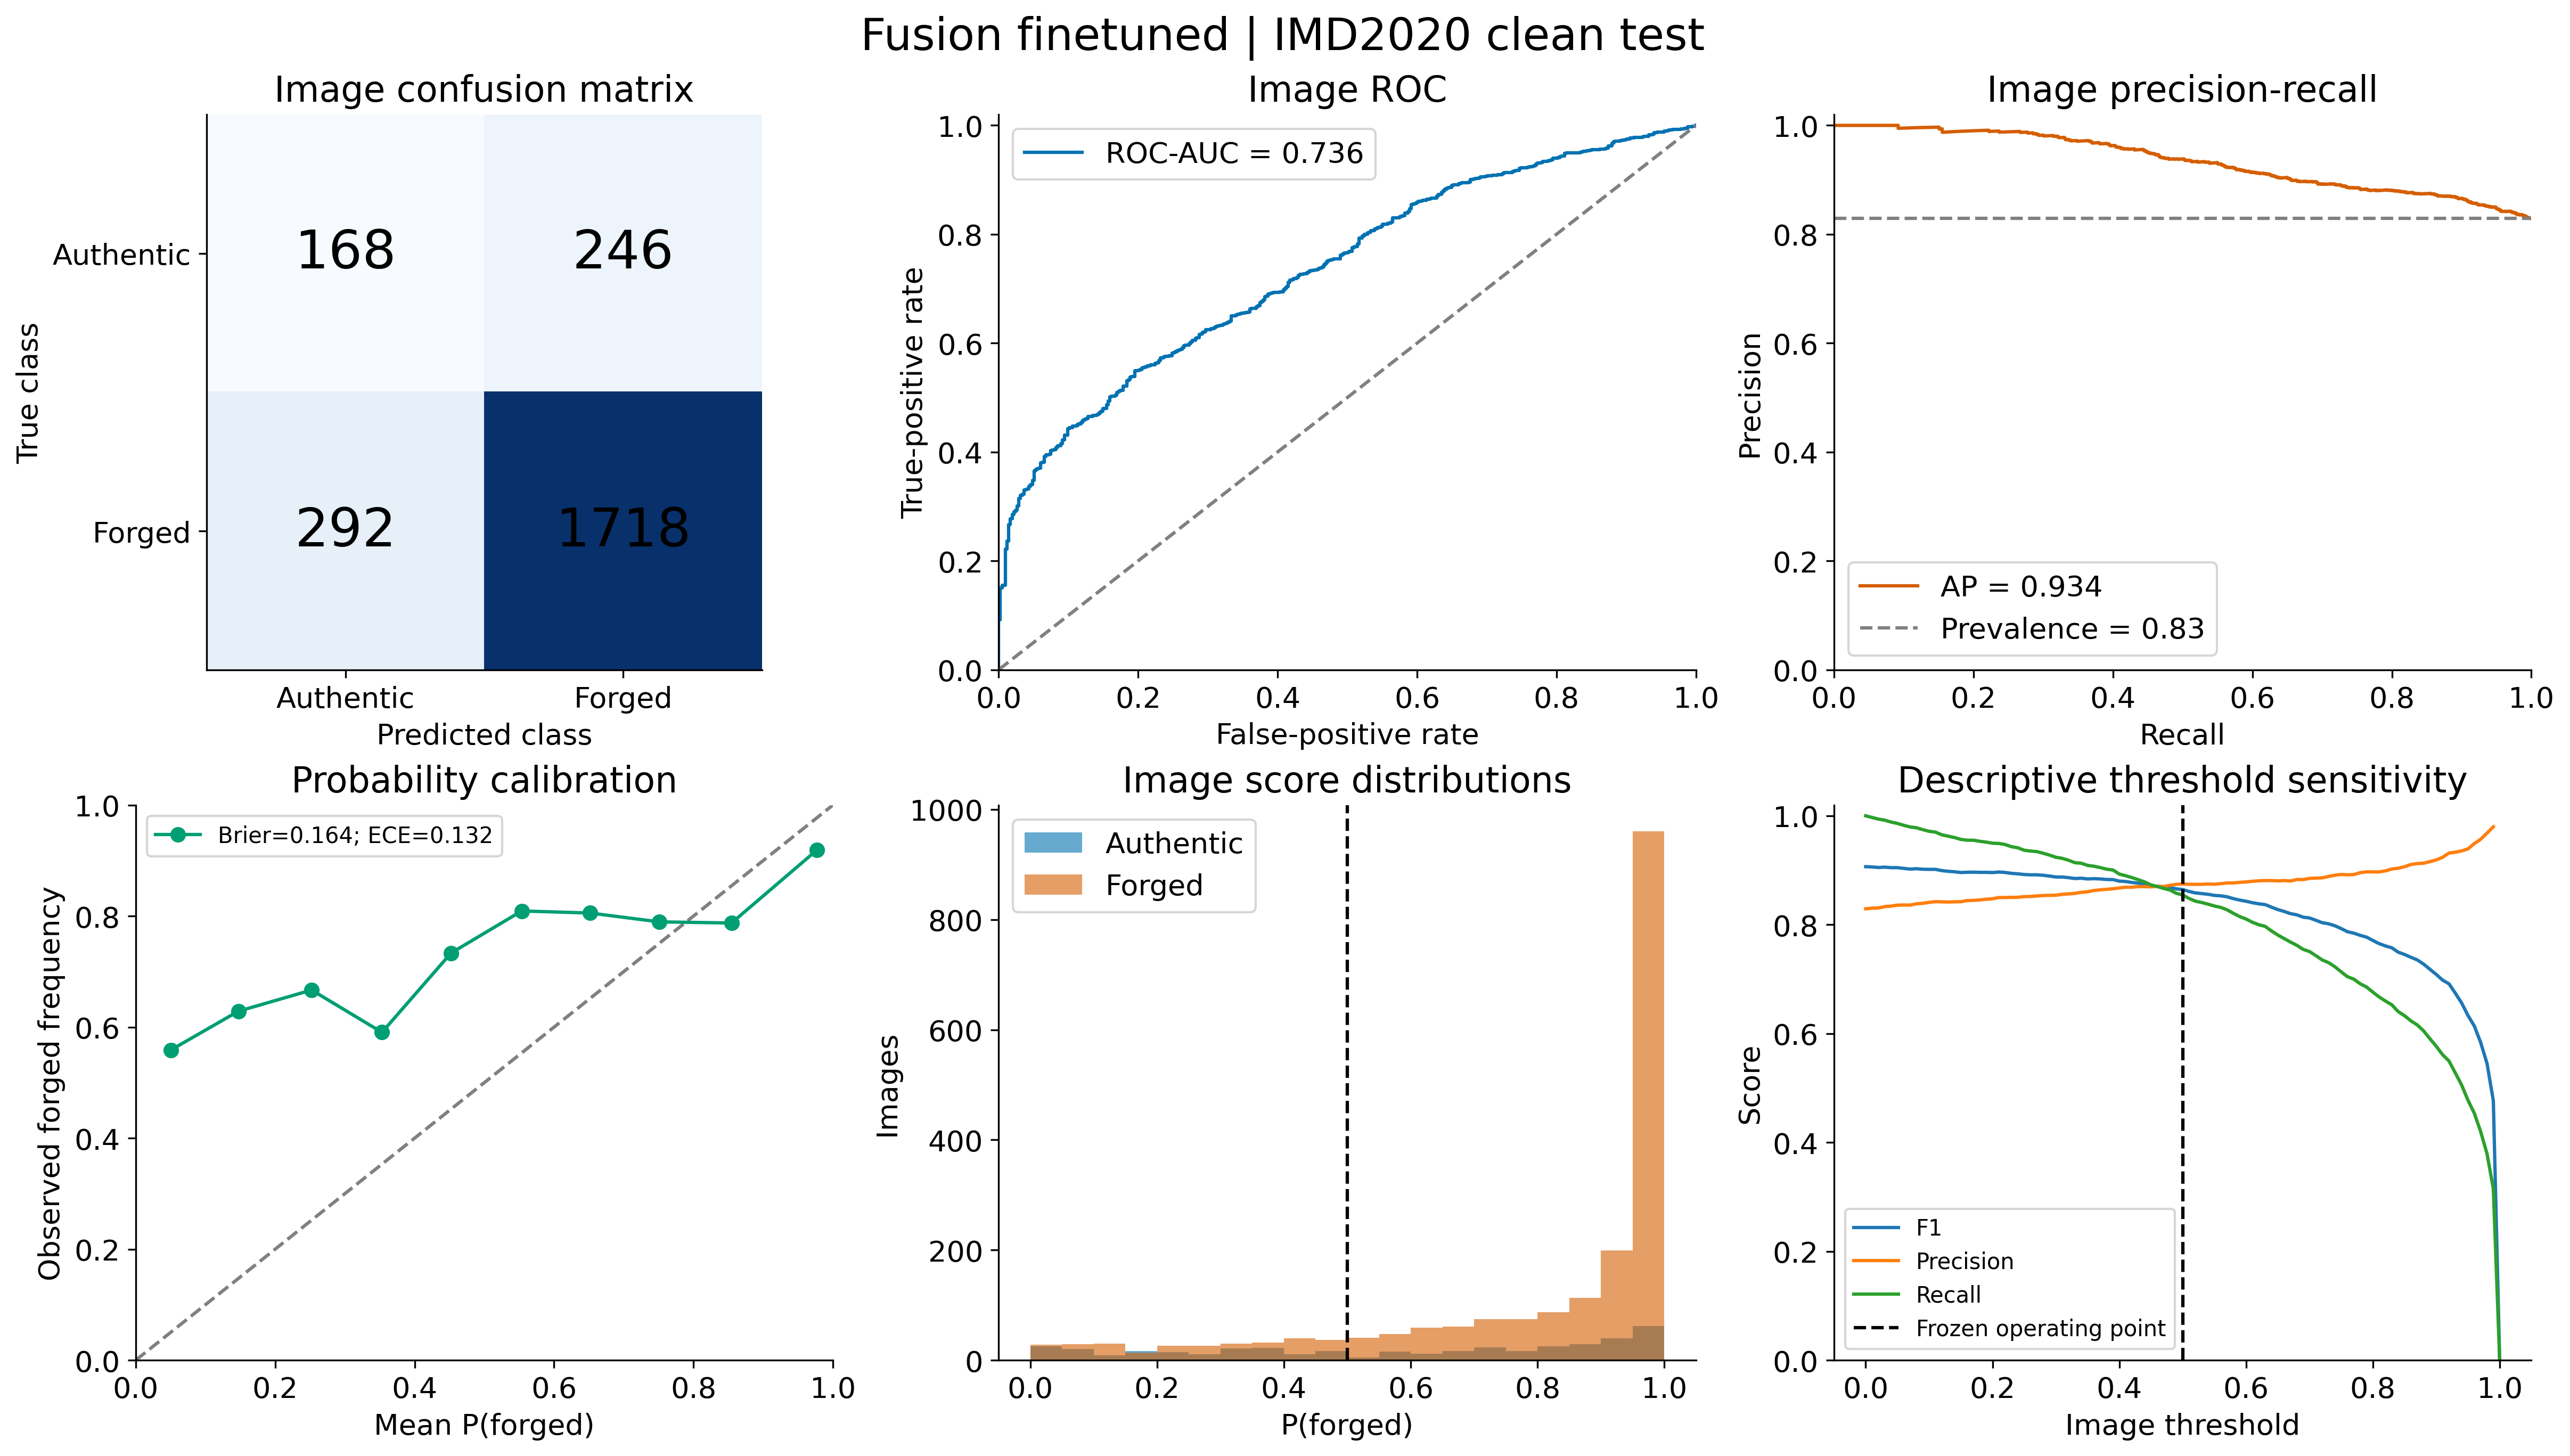 Fusion finetuned | IMD2020 clean test
Image confusion matrix
True class
Authentic
Forged
168
246
292
1718
Authentic
Forged
Predicted class
Image ROC
True-positive rate
1.0
0.8
0.6
0.4
0.2
0.0
ROC-AUC = 0.736
0.0
0.2
0.4
0.6
0.8
1.0
False-positive rate
Image precision-recall
Precision
1.0
0.8
0.6
0.4
0.2
0.0
AP = 0.934
Prevalence = 0.83
0.0
0.2
0.4
0.6
0.8
1.0
Recall
Probability calibration
Observed forged frequency
1.0
0.8
0.6
0.4
0.2
0.0
Brier=0.164; ECE=0.132
0.0
0.2
0.4
0.6
0.8
1.0
Mean P(forged)
Image score distributions
Images
1000
800
600
400
200
0
Authentic
Forged
0.0
0.2
0.4
0.6
0.8
1.0
P(forged)
Descriptive threshold sensitivity
Score
1.0
0.8
0.6
0.4
0.2
0.0
F1
Precision
Recall
Frozen operating point
0.0
0.2
0.4
0.6
0.8
1.0
Image threshold